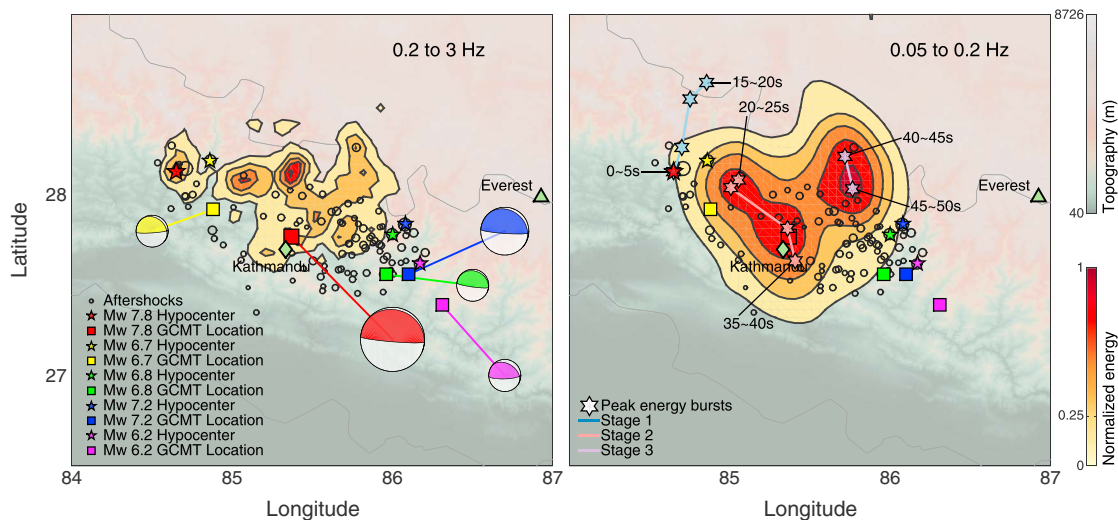 0.2 to 3 Hz
Everest
Kathmandu
Aftershocks
Mw 7.8 Hypocenter
Mw 7.8 GCMT Location
Mw 6.7 Hypocenter
Mw 6.7 GCMT Location
Mw 6.8 Hypocenter
Mw 6.8 GCMT Location
Mw 7.2 Hypocenter
Mw 7.2 GCMT Location
Mw 6.2 Hypocenter
Mw 6.2 GCMT Location
28
27
Latitude
84 85 86 87
Longitude
0.05 to 0.2 Hz
15~20s
20~25s
40~45s
0~5s
Everest
45~50s
Kathmandu
35~40s
Peak energy bursts
Stage 1
Stage 2
Stage 3
85 86 87
Longitude
8726
40
Topography (m)
1
0.25
0
Normalized energy